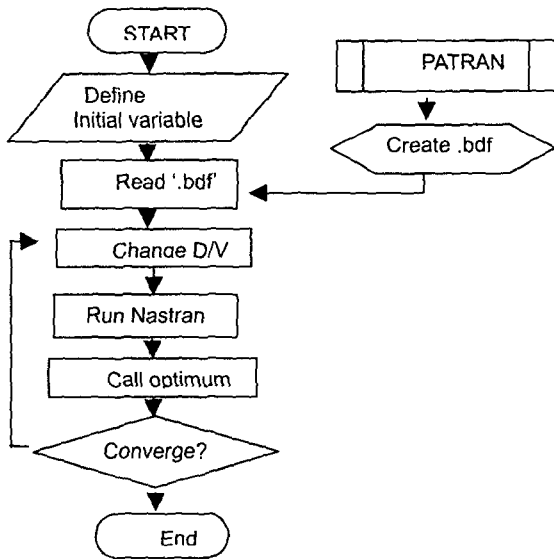 START
Define
Initial variable
PATRAN
Create .bdf
Read '.bdf'
Change D/V
Run Nastran
Call optimum
Converge?
End